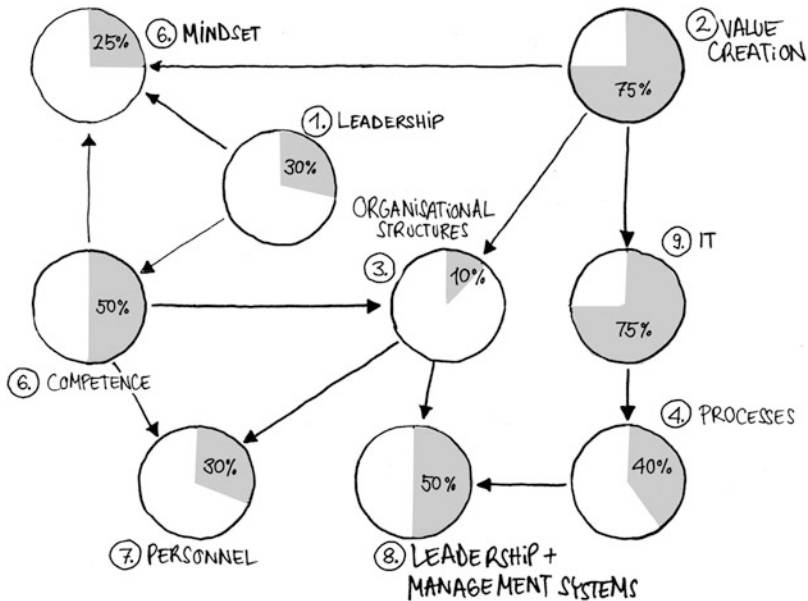 25%
6. MINDSET
2 VALUE
CREATION
75%
1. LEADERSHIP
30%
ORGANISATIONAL
STRUCTURES
3.
10%
9. IT
75%
50%
6. COMPETENCE
4. PROCESSES
30%
50%
40%
7. PERSONNEL
8. LEADERSHIP +
MANAGEMENT SYSTEMS